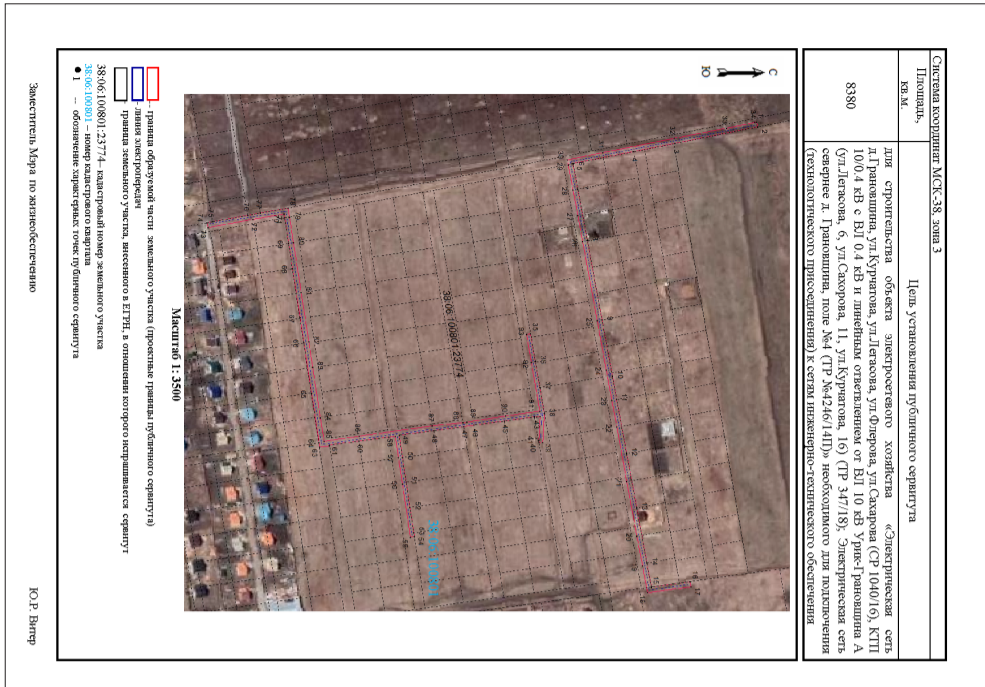 Система координат МСК-38, зона 3
Площадь,
кв.м.
Цель установления публичного сервитута
8380
для строительства объекта электросетевого хозяйства «Электрическая сеть
д.Грановщина, ул.Курчатова, ул.Легасова, ул.Флерова, ул.Сахарова (СР 1040/16), КТП
10/0.4 кВ с ВЛ 0.4 кВ и линейным ответвлением от ВЛ 10 кВ Урик-Грановщина А
(ул.Легасова, 6, ул.Сахорова, 11, ул.Курчатова, 16) (ТР 347/18); Электрическая сеть
севернее д. Грановщина, поле №4 (ТР №4246/14П)» необходимого для подключения
(технологического присоединения) к сетям инженерно-технического обеспечения
С
Ю
38:06:100801:23774
Масштаб 1: 3500
- граница образуемой части земельного участка (проектные границы публичного сервитута)
- линия электропередач
- граница земельного участка, внесенного в ЕГРН, в отношении которого испрашивается сервитут
38:06:100801:23774– кадастровый номер земельного участка
38:06:100801 – номер кадастрового квартала
1 – обозначение характерных точек публичного сервитута
Заместитель Мэра по жизнеобеспечению
Ю.Р. Витер